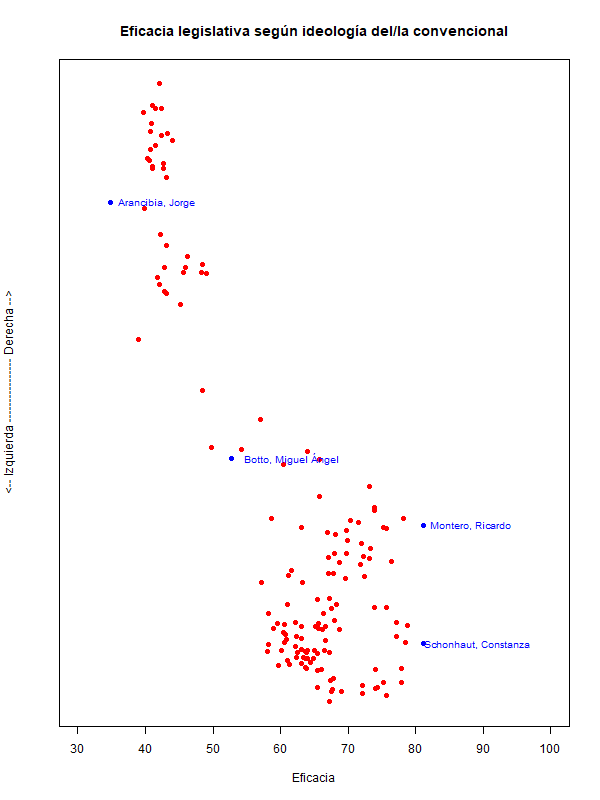 Eficacia legislativa según ideología del/la convencional
Arancibia, Jorge
Botto, Miguel Ángel
Montero, Ricardo
Schonhaut, Constanza
<-- Izquierda ------------------------- Derecha -->
30 40 50 60 70 80 90 100
Eficacia